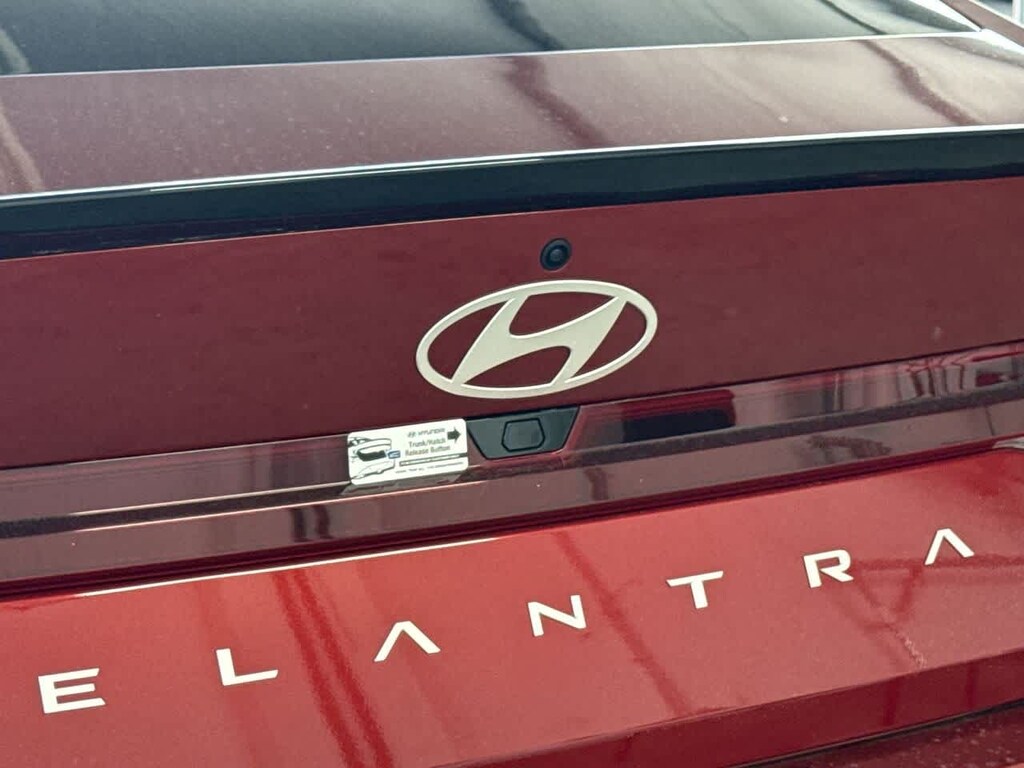 HYUNDAI
Trunk/Hatch
Release Button
ELANTRA